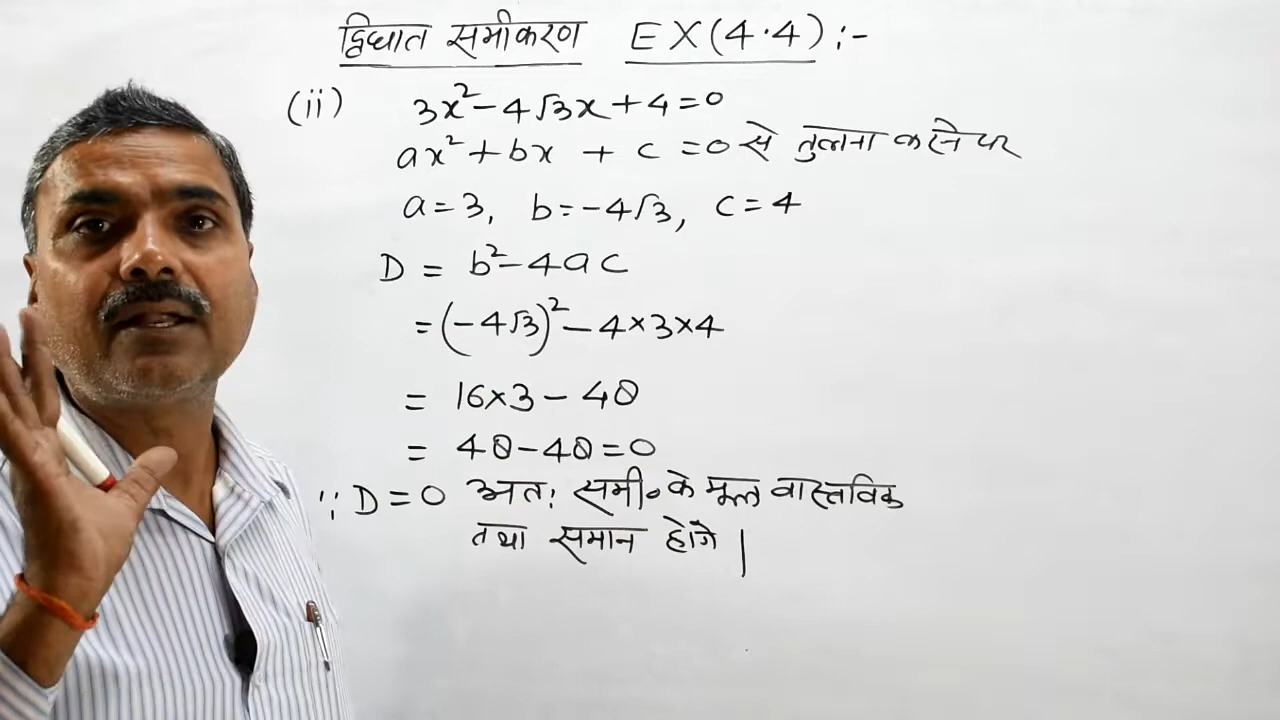 द्विघात समीकरण EX(4.4):-
(ii) 3x²-4√3x+4=0
ax²+bx + c =0 से तुलना करने पर
a=3, b=-4√3, c=4
D = b²-4ac
=(-4√3)²-4×3×4
= 16×3-48
= 48-48=0
∵ D=0 अतः समी॰ के मूल वास्तविक
तथा समान होंगे |